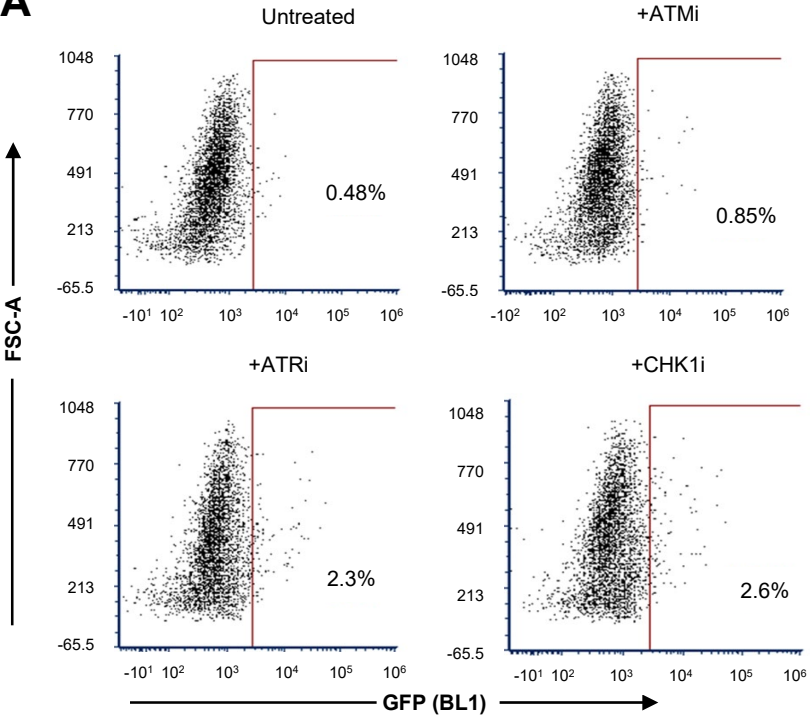 A
Untreated
+ATMi
1048
770
491
213
-65.5
0.48%
-10¹ 10² 10³ 10⁴ 10⁵ 10⁶
1048
770
491
213
-65.5
0.85%
-10² 10² 10³ 10⁴ 10⁵ 10⁶
FSC-A
+ATRi
+CHK1i
1048
770
491
213
-65.5
2.3%
-10¹ 10² 10³ 10⁴ 10⁵ 10⁶
1048
770
491
213
-65.5
2.6%
-10¹ 10² 10³ 10⁴ 10⁵ 10⁶
GFP (BL1)